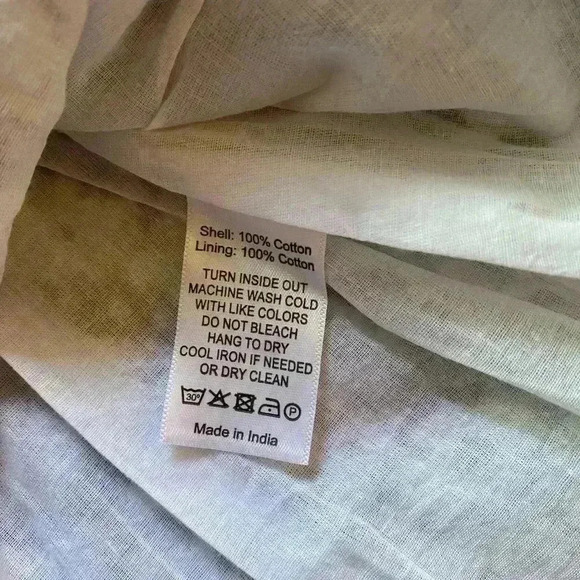 Shell: 100% Cotton
Lining: 100% Cotton
TURN INSIDE OUT
MACHINE WASH COLD
WITH LIKE COLORS
DO NOT BLEACH
HANG TO DRY
COOL IRON IF NEEDED
OR DRY CLEAN
30° P
Made in India